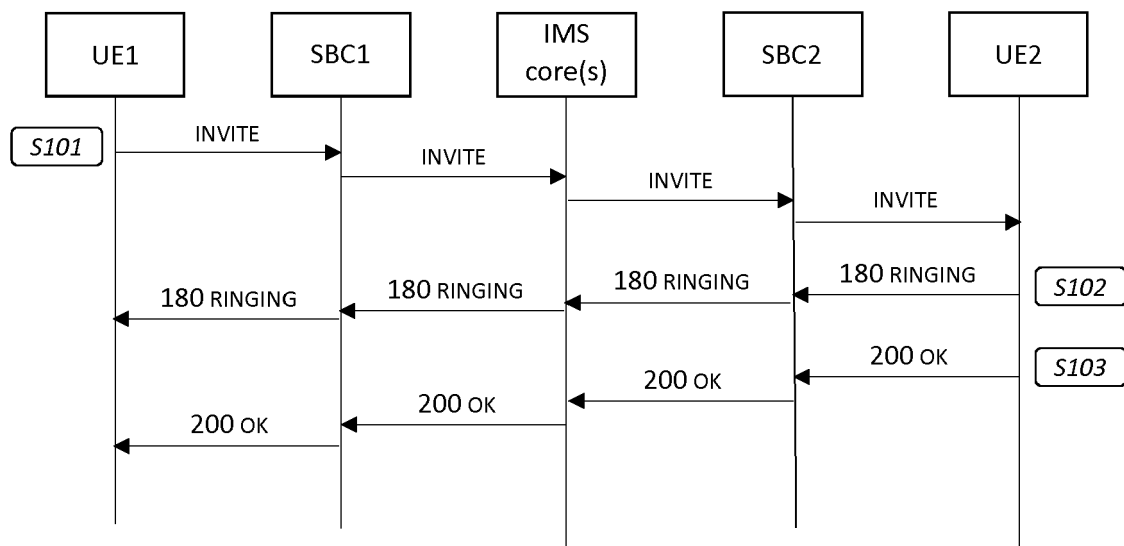 UE1
SBC1
IMS
core(s)
SBC2
UE2
S101
INVITE
INVITE
INVITE
INVITE
180 RINGING
180 RINGING
180 RINGING
180 RINGING
S102
200 OK
S103
200 OK
200 OK
200 OK